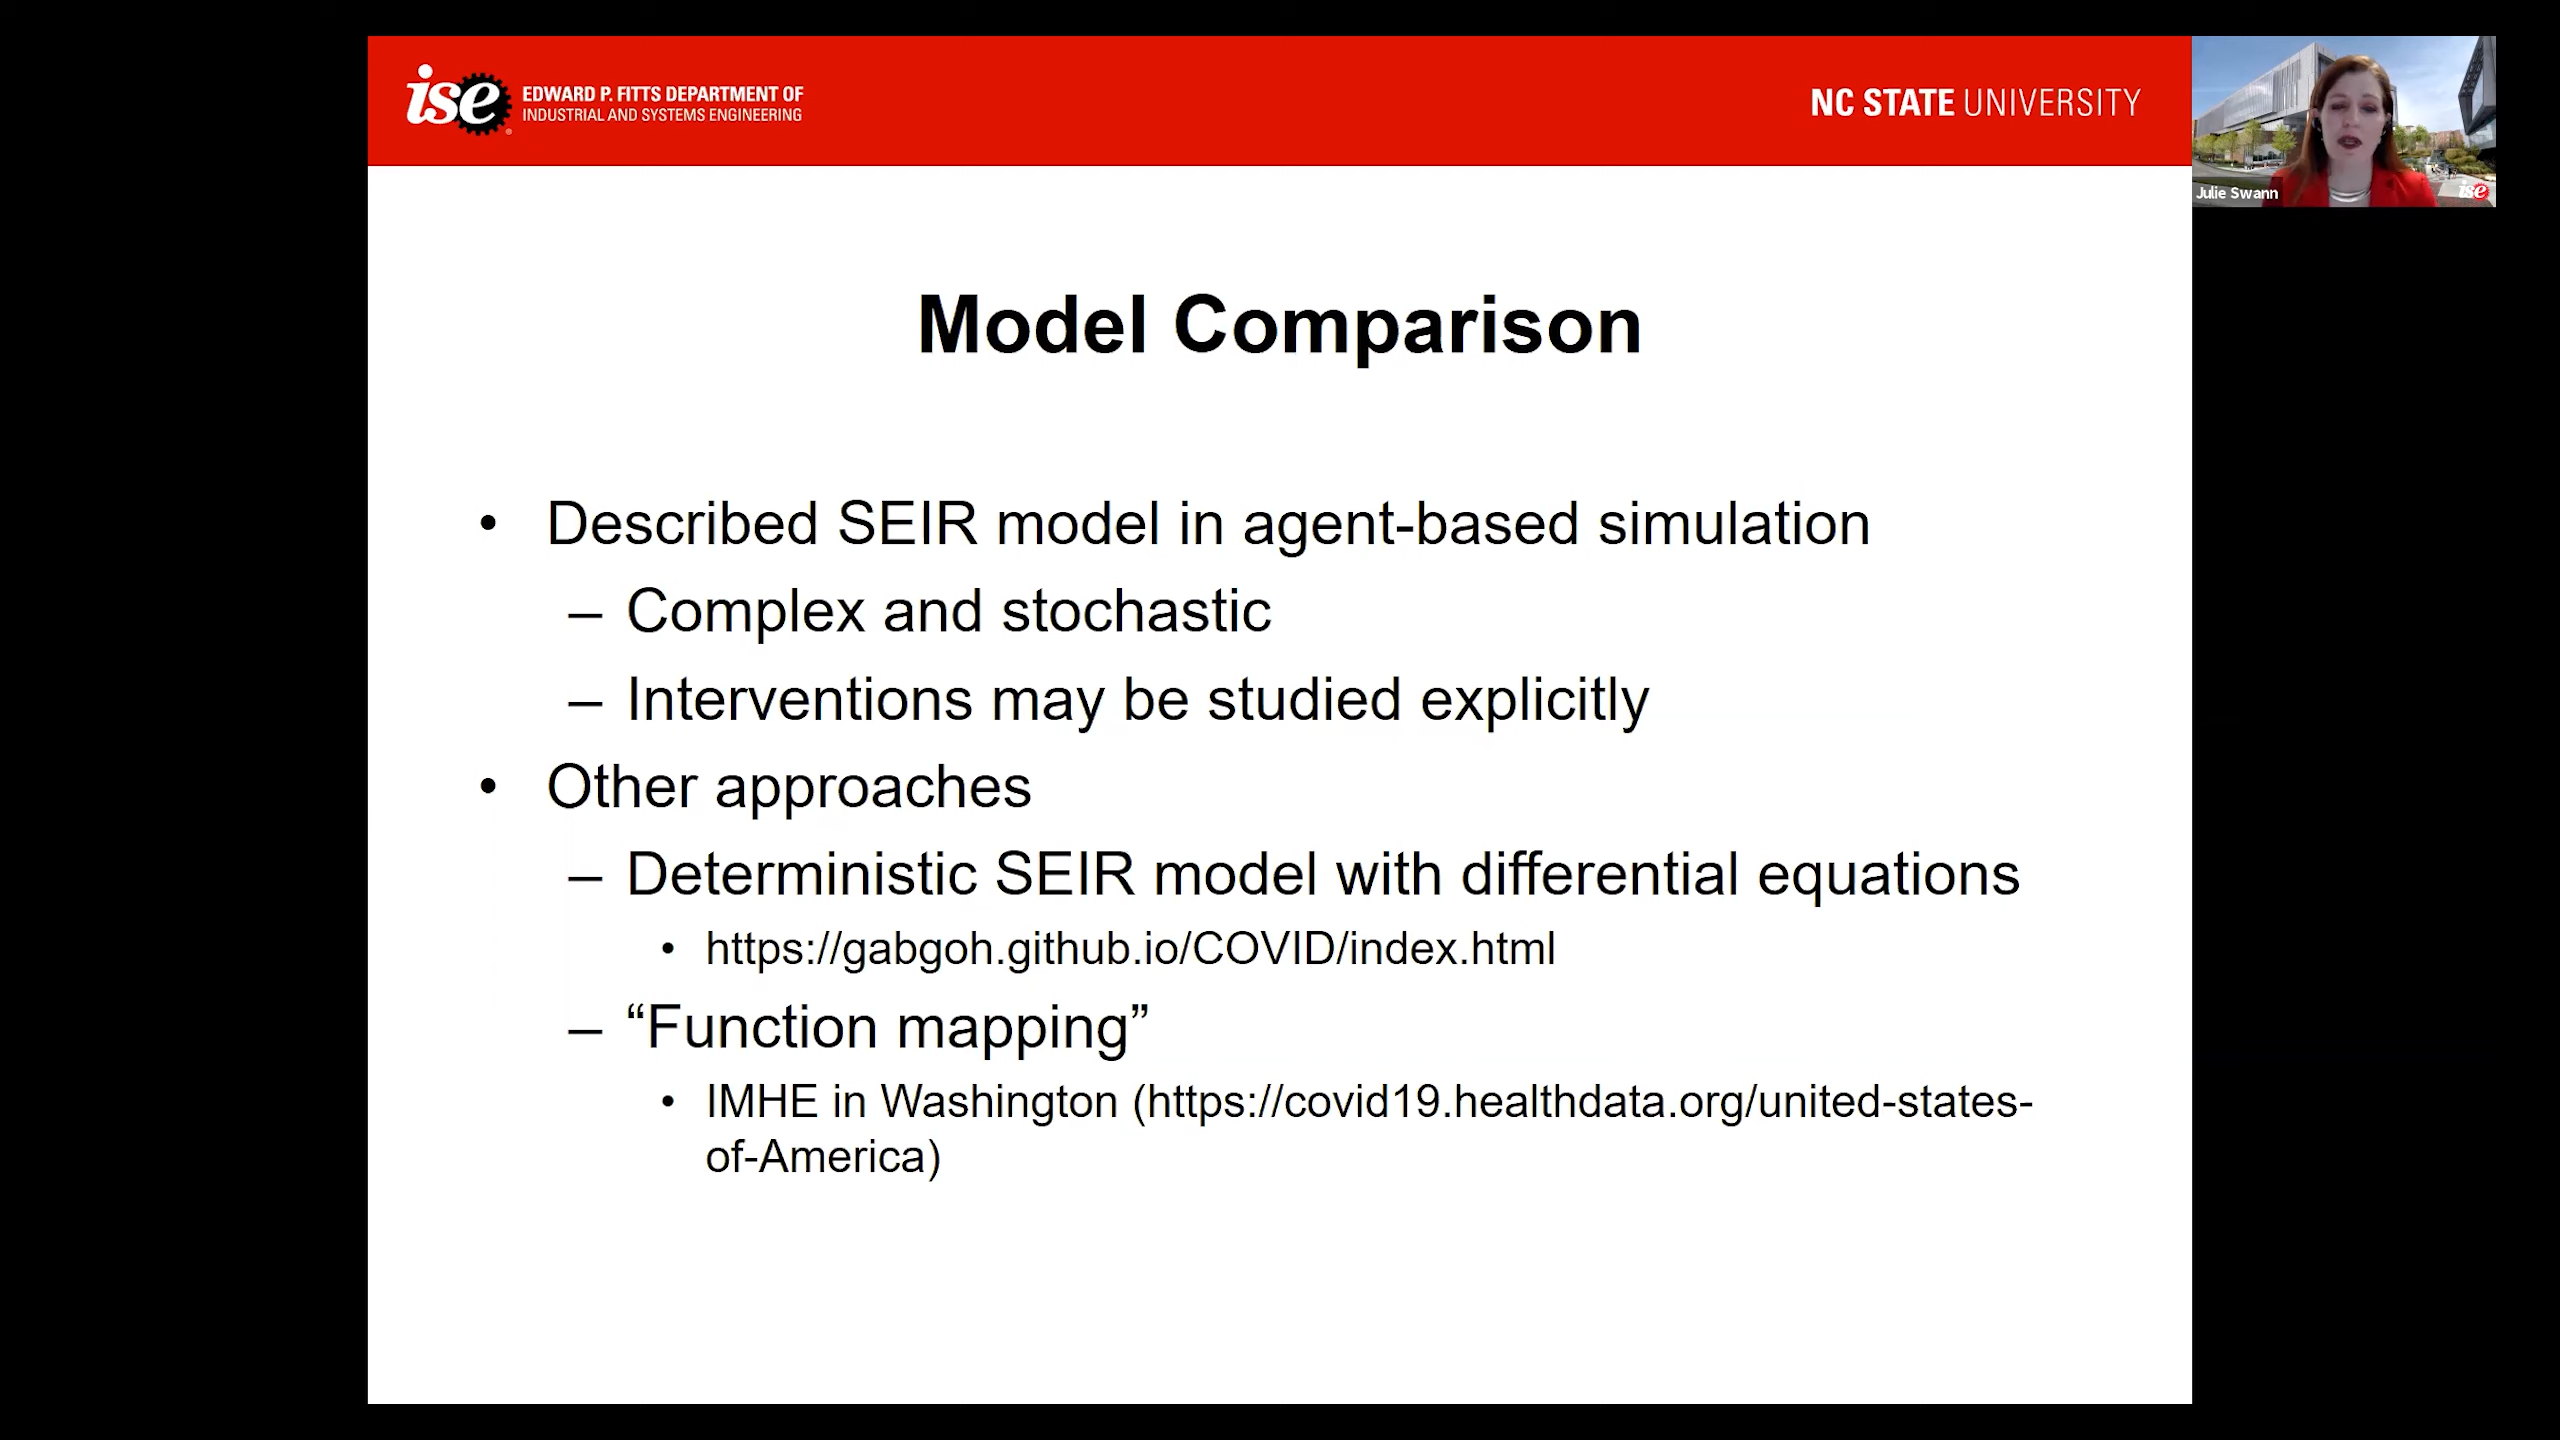 ise EDWARD P. FITTS DEPARTMENT OF
INDUSTRIAL AND SYSTEMS ENGINEERING
NC STATE UNIVERSITY
Julie Swann
ise
Model Comparison
• Described SEIR model in agent-based simulation
– Complex and stochastic
– Interventions may be studied explicitly
• Other approaches
– Deterministic SEIR model with differential equations
• https://gabgoh.github.io/COVID/index.html
– “Function mapping”
• IMHE in Washington (https://covid19.healthdata.org/united-states-
of-America)